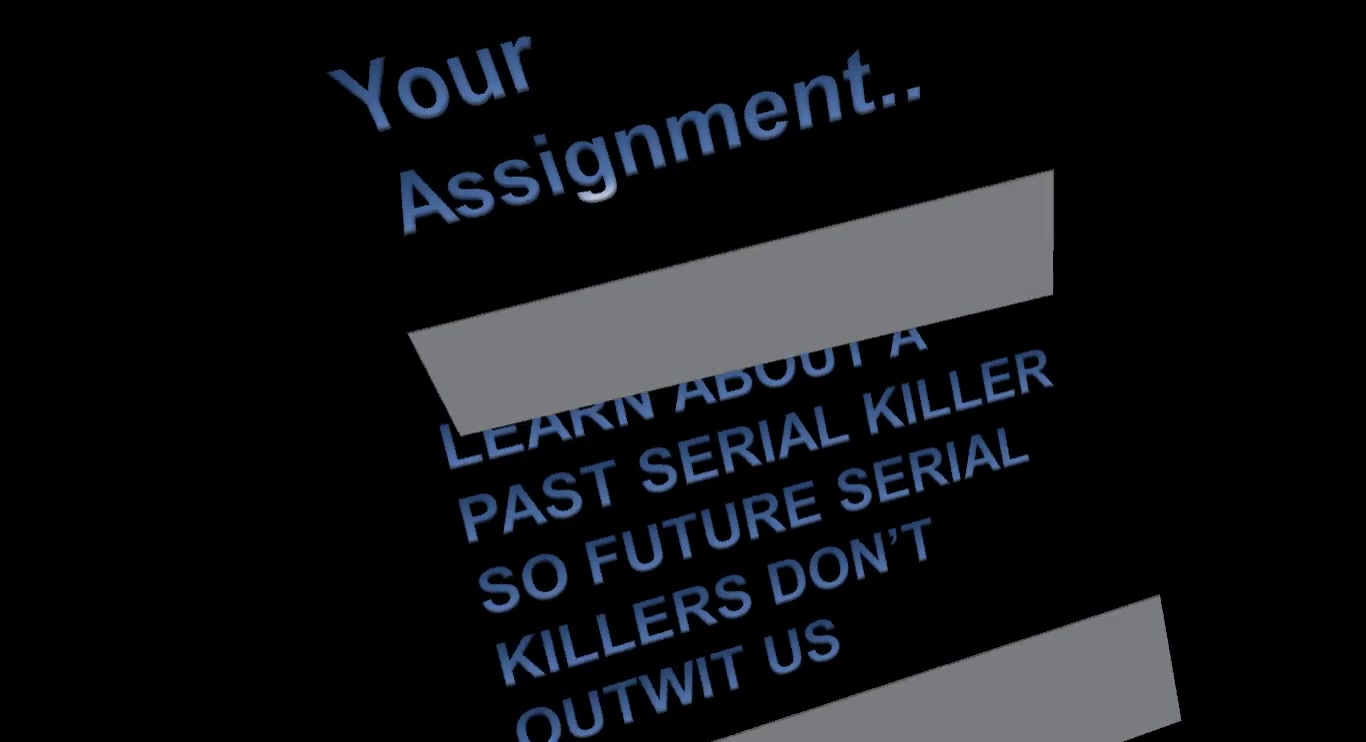 Your
Assignment..
LEARN ABOUT A
PAST SERIAL KILLER
SO FUTURE SERIAL
KILLERS DON’T
OUTWIT US